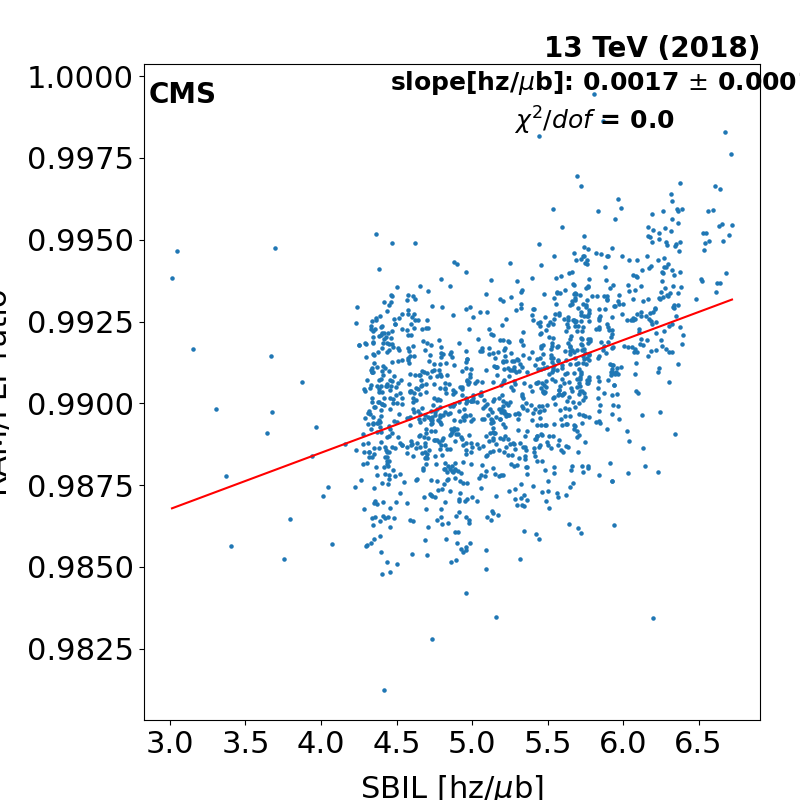 13 TeV (2018)
CMS
slope[hz/μb]: 0.0017 ± 0.000
χ²/dof = 0.0
1.0000
0.9975
0.9950
0.9925
0.9900
0.9875
0.9850
0.9825
3.0 3.5 4.0 4.5 5.0 5.5 6.0 6.5
SBIL [hz/μb]